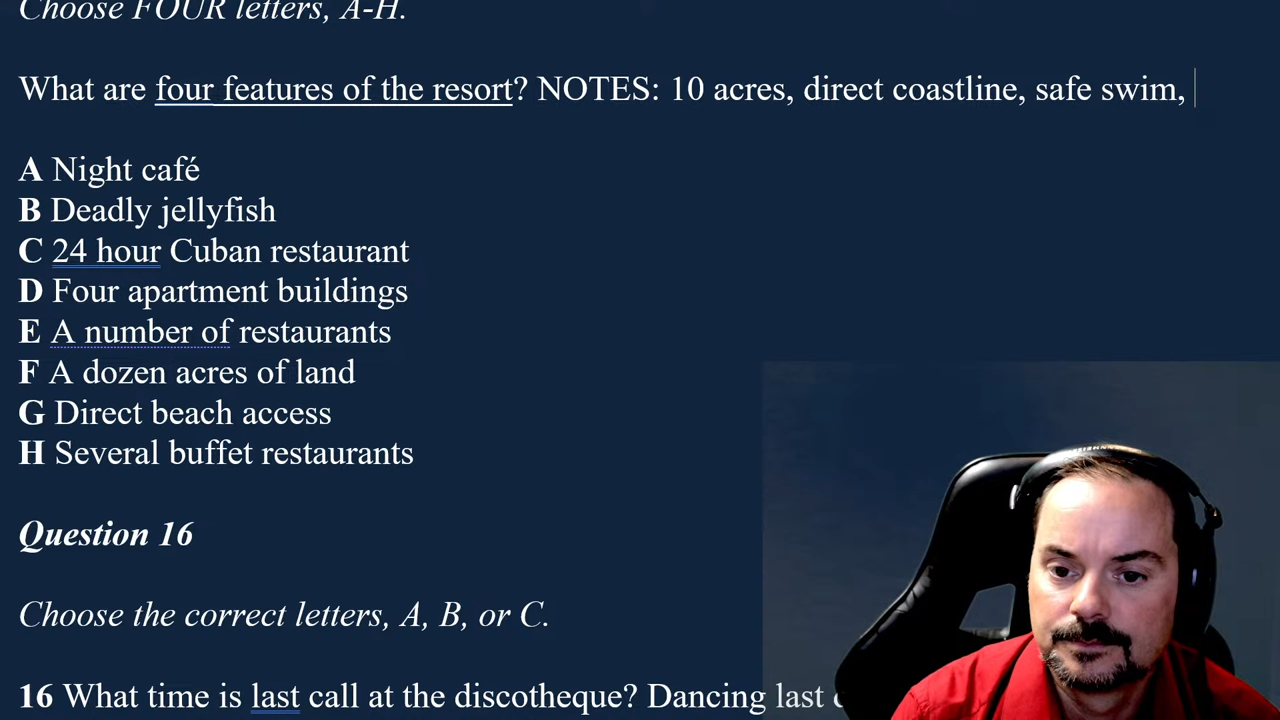 Choose FOUR letters, A-H.
What are four features of the resort? NOTES: 10 acres, direct coastline, safe swim,
A Night café
B Deadly jellyfish
C 24 hour Cuban restaurant
D Four apartment buildings
E A number of restaurants
F A dozen acres of land
G Direct beach access
H Several buffet restaurants
Question 16
Choose the correct letters, A, B, or C.
16 What time is last call at the discotheque? Dancing last